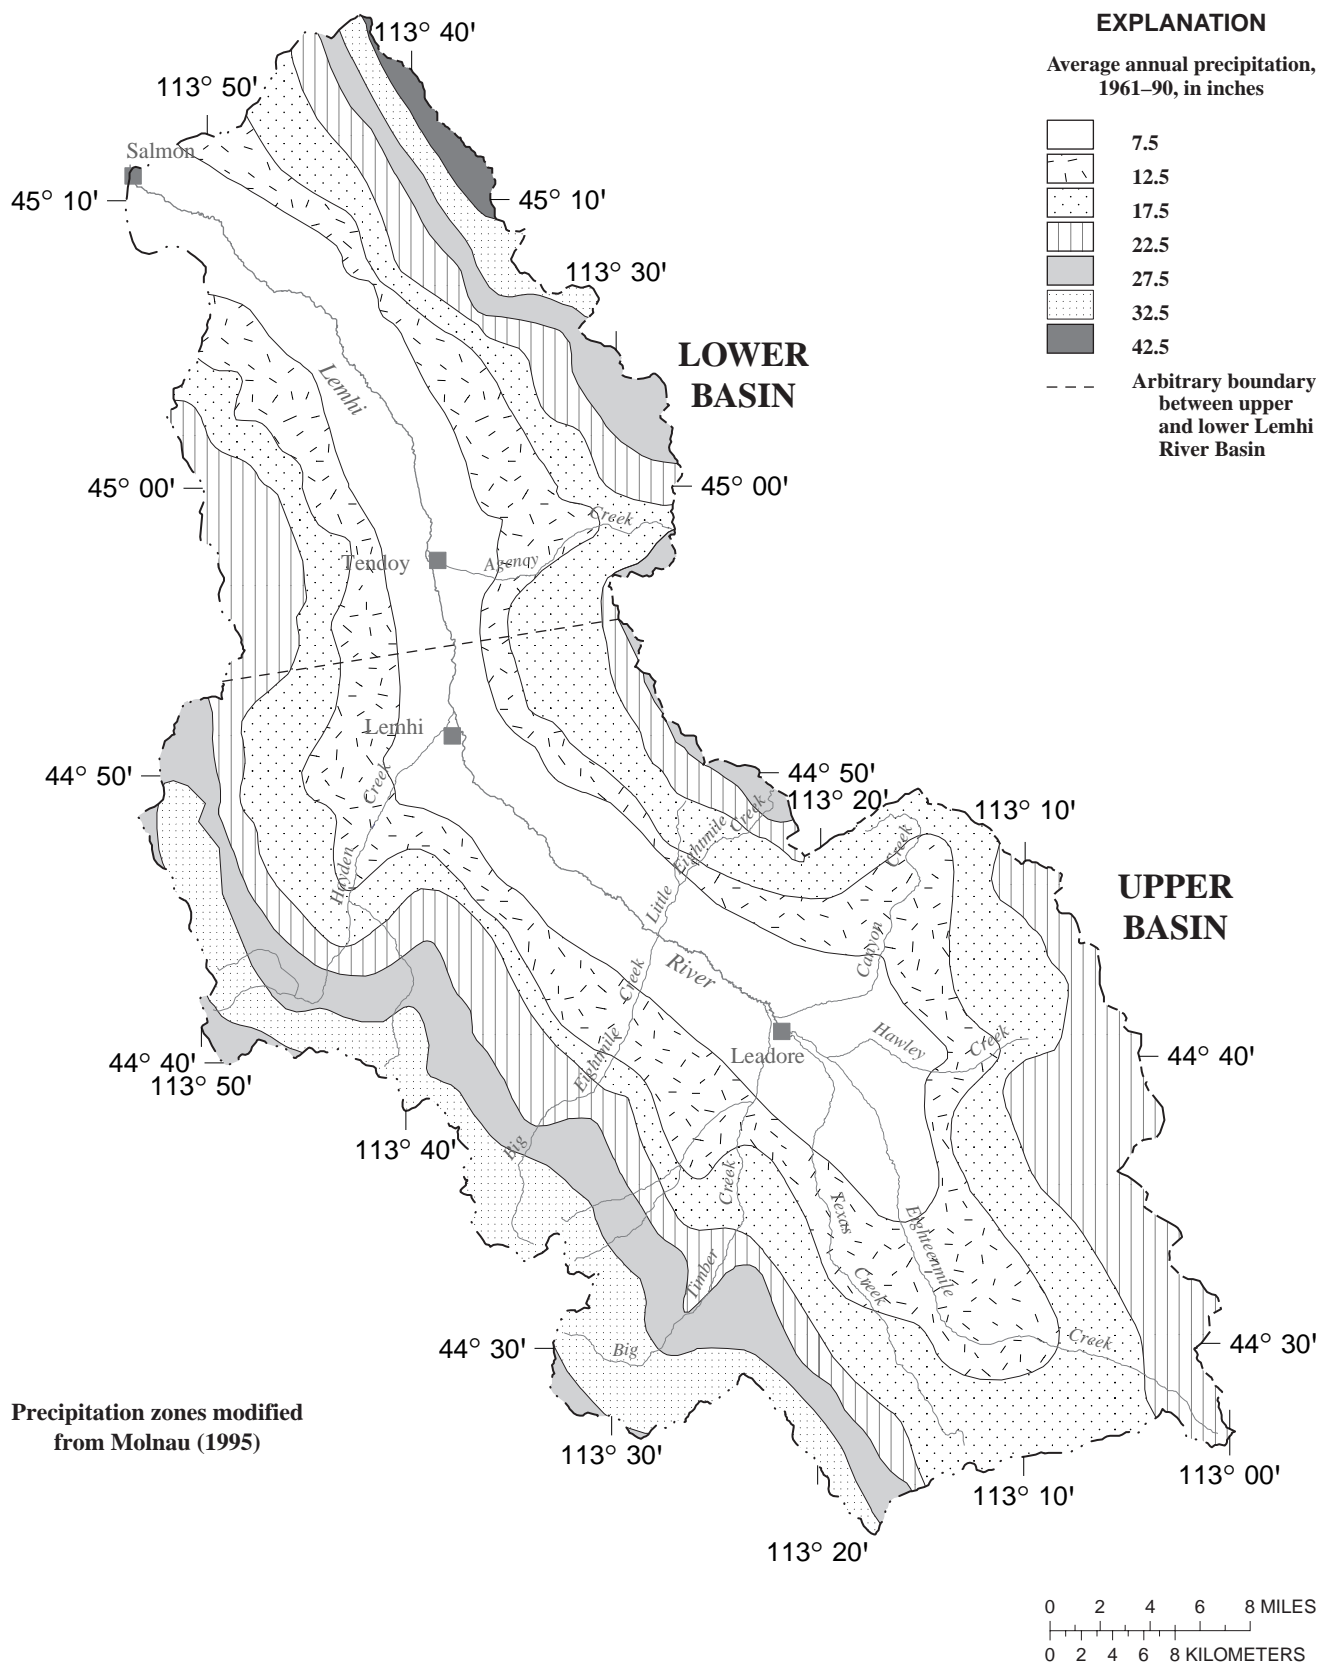 EXPLANATION
Average annual precipitation,
1961–90, in inches
7.5
12.5
17.5
22.5
27.5
32.5
42.5
Arbitrary boundary
between upper
and lower Lemhi
River Basin
113° 40'
113° 50'
Salmon
45° 10'
45° 10'
113° 30'
LOWER
BASIN
Lemhi
45° 00'
45° 00'
Creek
Agency
Tendoy
Lemhi
44° 50'
44° 50'
113° 20'
113° 10'
Creek
Hayden
Little
Eightmile
Creek
Creek
Canyon
UPPER
BASIN
River
Creek
Eightmile
Big
Hawley
Creek
Leadore
44° 40'
113° 50'
44° 40'
113° 40'
Creek
Timber
Big
Texas
Creek
Eighteenmile
Creek
44° 30'
44° 30'
Precipitation zones modified
from Molnau (1995)
113° 30'
113° 00'
113° 10'
113° 20'
0 2 4 6 8 MILES
0 2 4 6 8 KILOMETERS